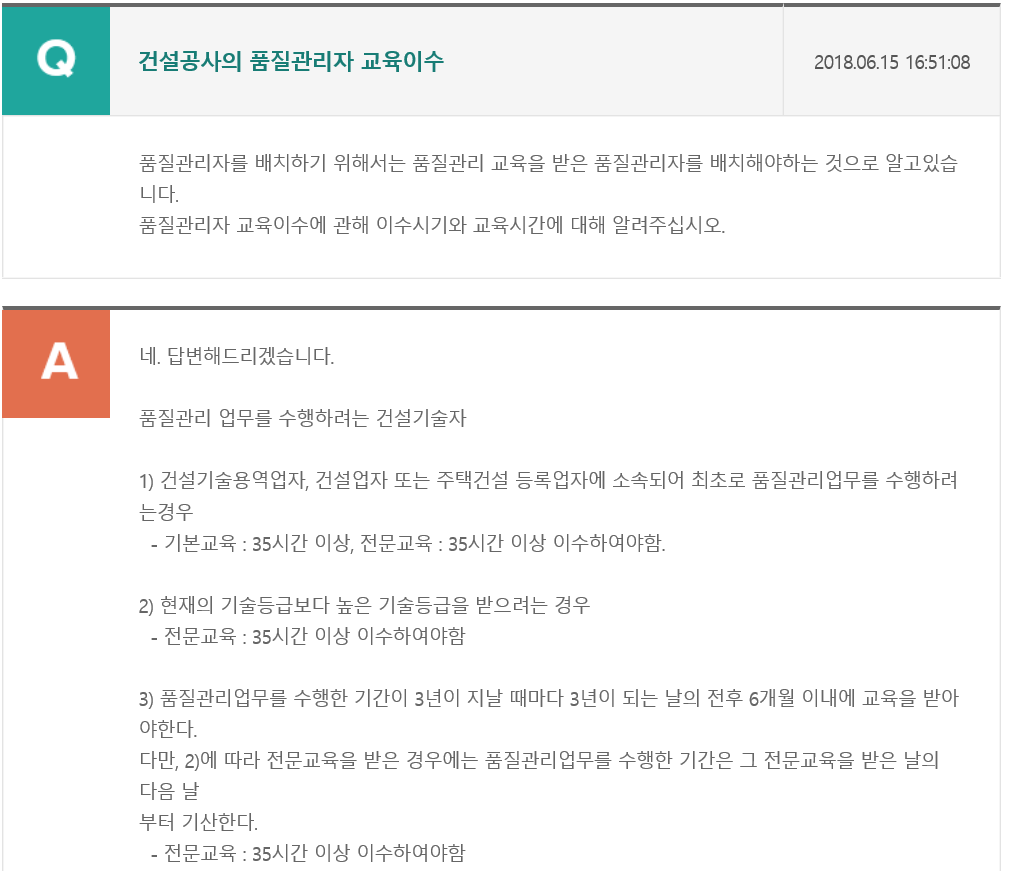 Q
건설공사의 품질관리자 교육이수
2018.06.15 16:51:08
품질관리자를 배치하기 위해서는 품질관리 교육을 받은 품질관리자를 배치해야하는 것으로 알고있습
니다.
품질관리자 교육이수에 관해 이수시기와 교육시간에 대해 알려주십시오.
A
네. 답변해드리겠습니다.
품질관리 업무를 수행하려는 건설기술자
1) 건설기술용역업자, 건설업자 또는 주택건설 등록업자에 소속되어 최초로 품질관리업무를 수행하려
는경우
- 기본교육 : 35시간 이상, 전문교육 : 35시간 이상 이수하여야함.
2) 현재의 기술등급보다 높은 기술등급을 받으려는 경우
- 전문교육 : 35시간 이상 이수하여야함
3) 품질관리업무를 수행한 기간이 3년이 지날 때마다 3년이 되는 날의 전후 6개월 이내에 교육을 받아
야한다.
다만, 2)에 따라 전문교육을 받은 경우에는 품질관리업무를 수행한 기간은 그 전문교육을 받은 날의
다음 날
부터 기산한다.
- 전문교육 : 35시간 이상 이수하여야함